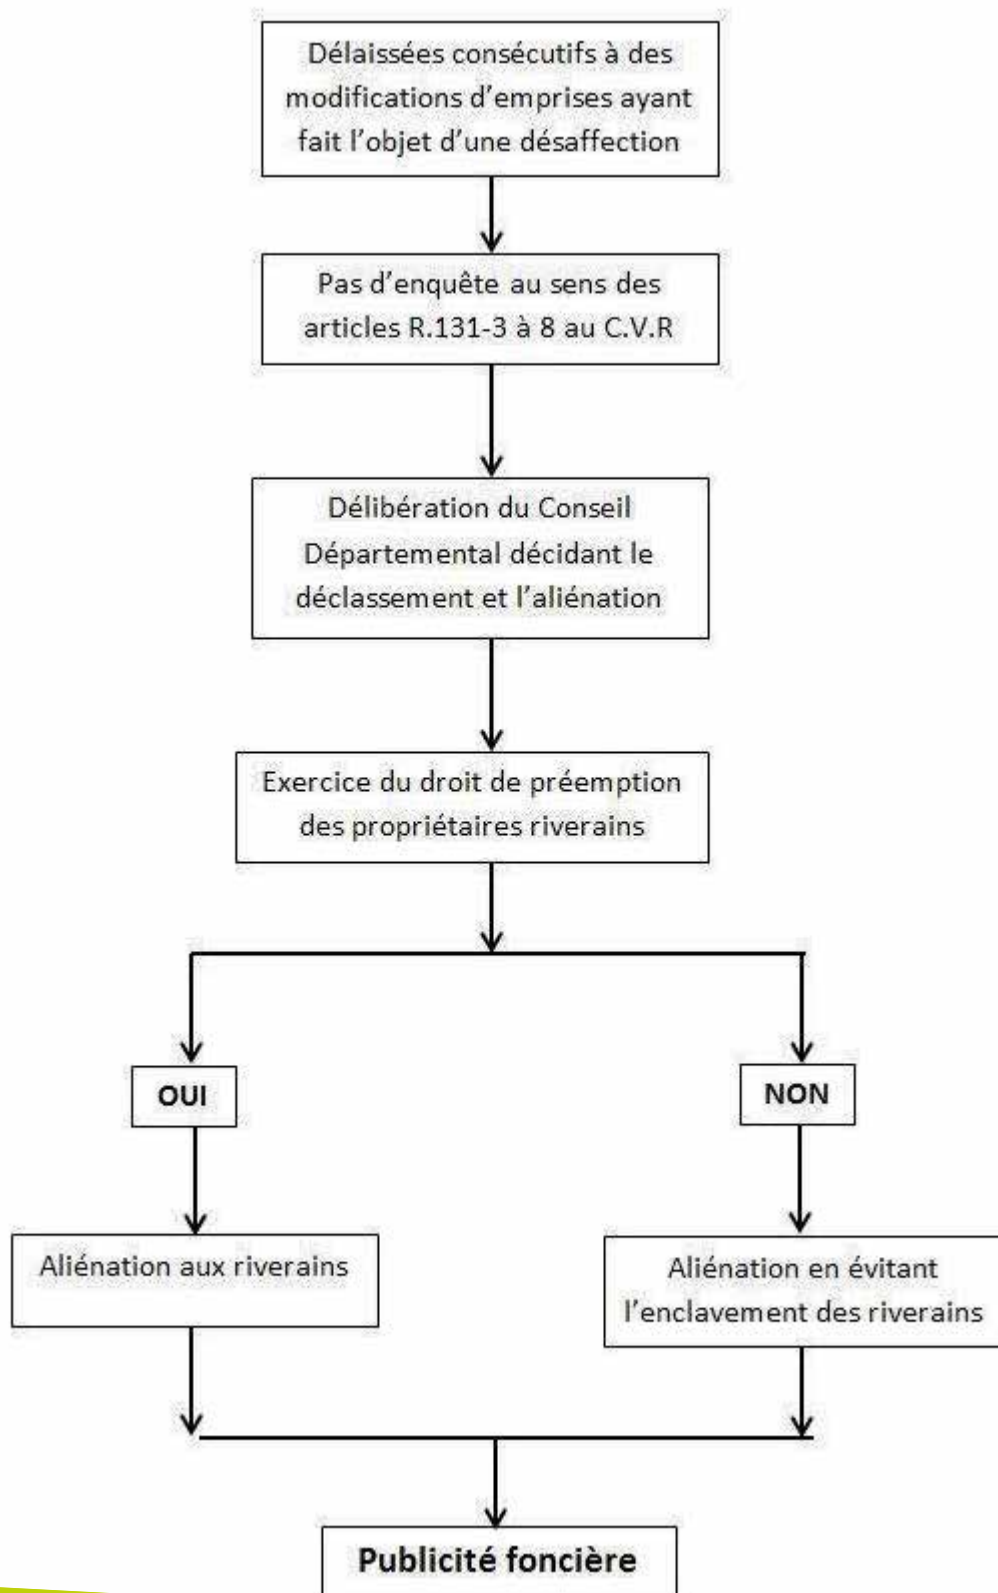 Délaissées consécutifs à des
modifications d’emprises ayant
fait l’objet d’une désaffection
Pas d’enquête au sens des
articles R.131-3 à 8 au C.V.R
Délibération du Conseil
Départemental décidant le
déclassement et l’aliénation
Exercice du droit de préemption
des propriétaires riverains
OUI
NON
Aliénation aux riverains
Aliénation en évitant
l’enclavement des riverains
Publicité foncière